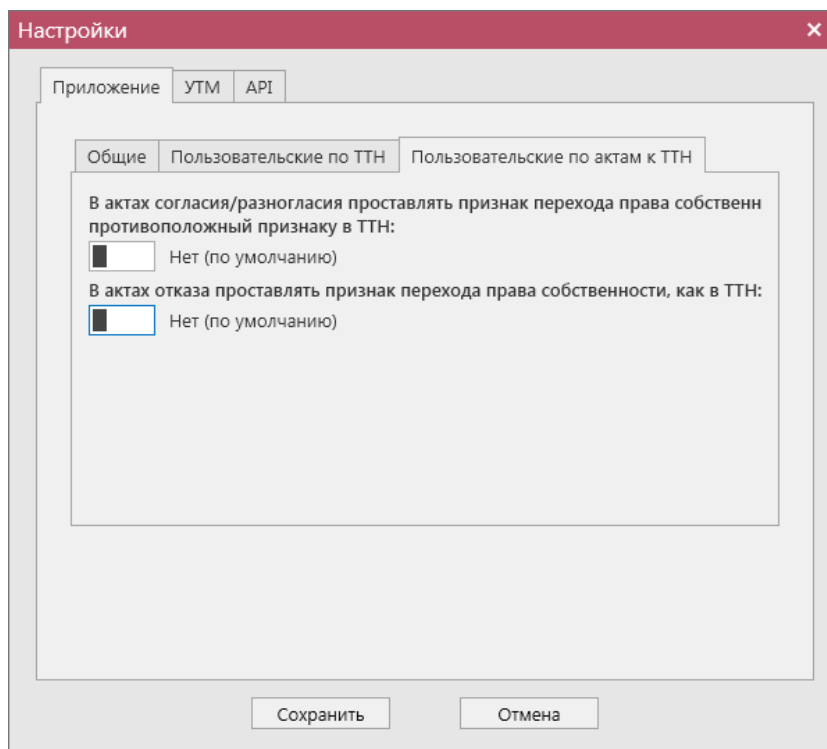 Настройки
Приложение УТМ API
Общие Пользовательские по ТТН Пользовательские по актам к ТТН
В актах согласия/разногласия проставлять признак перехода права собственн
противоположный признаку в ТТН:
Нет (по умолчанию)
В актах отказа проставлять признак перехода права собственности, как в ТТН:
Нет (по умолчанию)
Сохранить Отмена